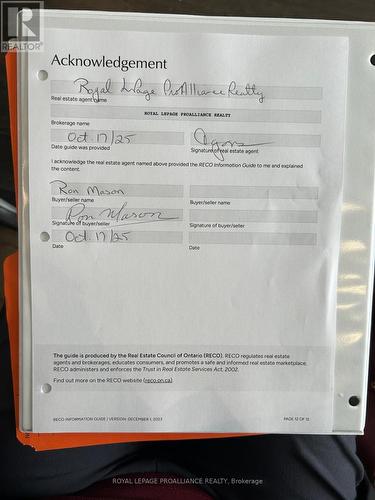 REALTOR®
Acknowledgement
Royal LePage ProAlliance Realty
Real estate agent name
ROYAL LEPAGE PROALLIANCE REALTY
Brokerage name
Oct 17/25
Date guide was provided
Signature of real estate agent
I acknowledge the real estate agent named above provided the RECO Information Guide to me and explained
the content.
Ron Mason
Buyer/seller name
Buyer/seller name
Ron Mason
Signature of buyer/seller
Signature of buyer/seller
Oct 17/25
Date
Date
The guide is produced by the Real Estate Council of Ontario (RECO). RECO regulates real estate
agents and brokerages, educates consumers, and promotes a safe and informed real estate marketplace.
RECO administers and enforces the Trust in Real Estate Services Act, 2002.
Find out more on the RECO website (reco.on.ca).
RECO INFORMATION GUIDE / VERSION: DECEMBER 1, 2023
PAGE 12 OF 12
ROYAL LEPAGE PROALLIANCE REALTY, Brokerage